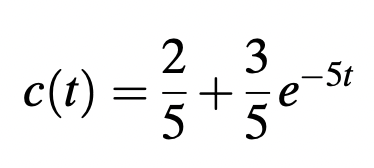 c(t) = 2/5 + 3/5 e^{-5t}